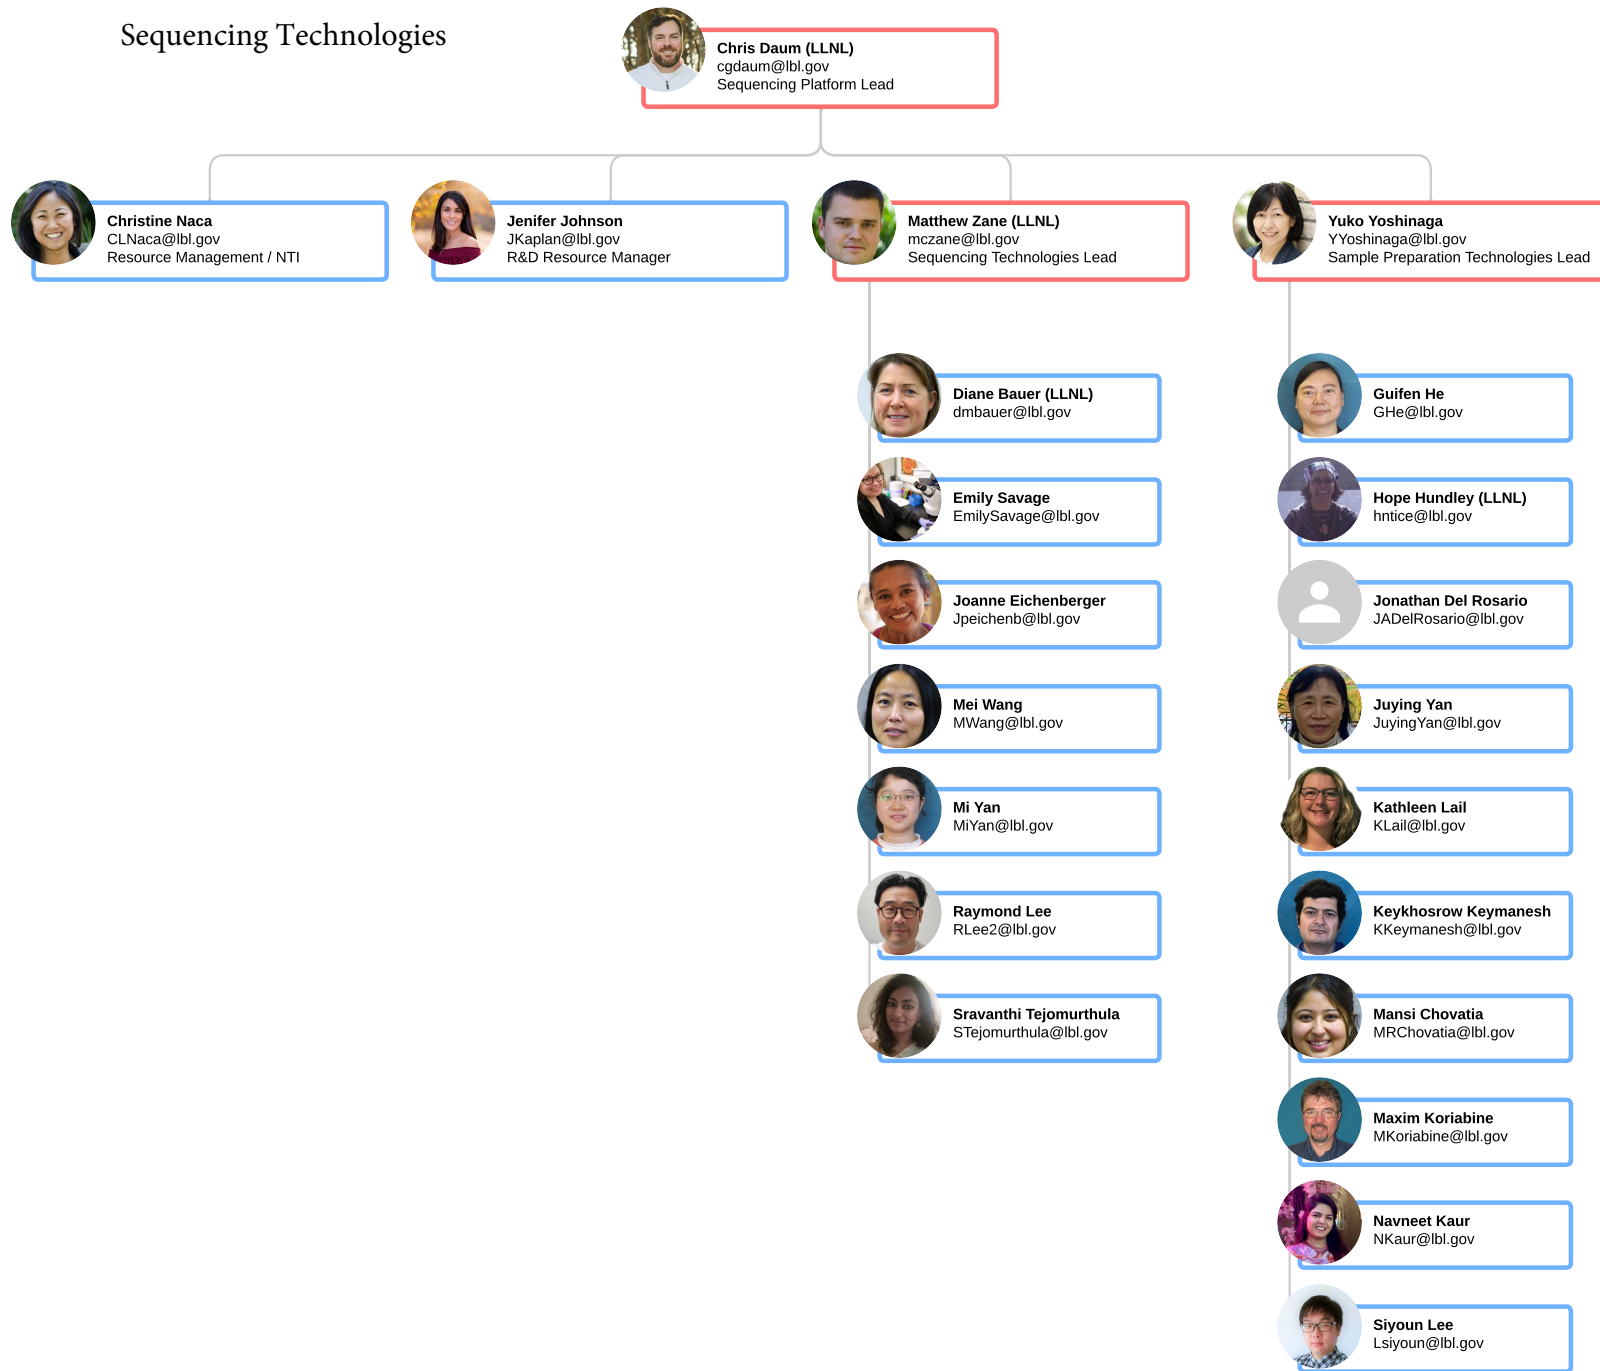 Sequencing Technologies
Chris Daum (LLNL)
cgdaum@lbl.gov
Sequencing Platform Lead
Christine Naca
CLNaca@lbl.gov
Resource Management / NTI
Jenifer Johnson
JKaplan@lbl.gov
R&D Resource Manager
Matthew Zane (LLNL)
mczane@lbl.gov
Sequencing Technologies Lead
Yuko Yoshinaga
YYoshinaga@lbl.gov
Sample Preparation Technologies Lead
Diane Bauer (LLNL)
dmbauer@lbl.gov
Emily Savage
EmilySavage@lbl.gov
Joanne Eichenberger
Jpeichenb@lbl.gov
Mei Wang
MWang@lbl.gov
Mi Yan
MiYan@lbl.gov
Raymond Lee
RLee2@lbl.gov
Sravanthi Tejomurthula
STejomurthula@lbl.gov
Guifen He
GHe@lbl.gov
Hope Hundley (LLNL)
hntice@lbl.gov
Jonathan Del Rosario
JADelRosario@lbl.gov
Juying Yan
JuyingYan@lbl.gov
Kathleen Lail
KLail@lbl.gov
Keykhosrow Keymanesh
KKeymanesh@lbl.gov
Mansi Chovatia
MRChovatia@lbl.gov
Maxim Koriabine
MKoriabine@lbl.gov
Navneet Kaur
NKaur@lbl.gov
Siyoun Lee
Lsiyoun@lbl.gov